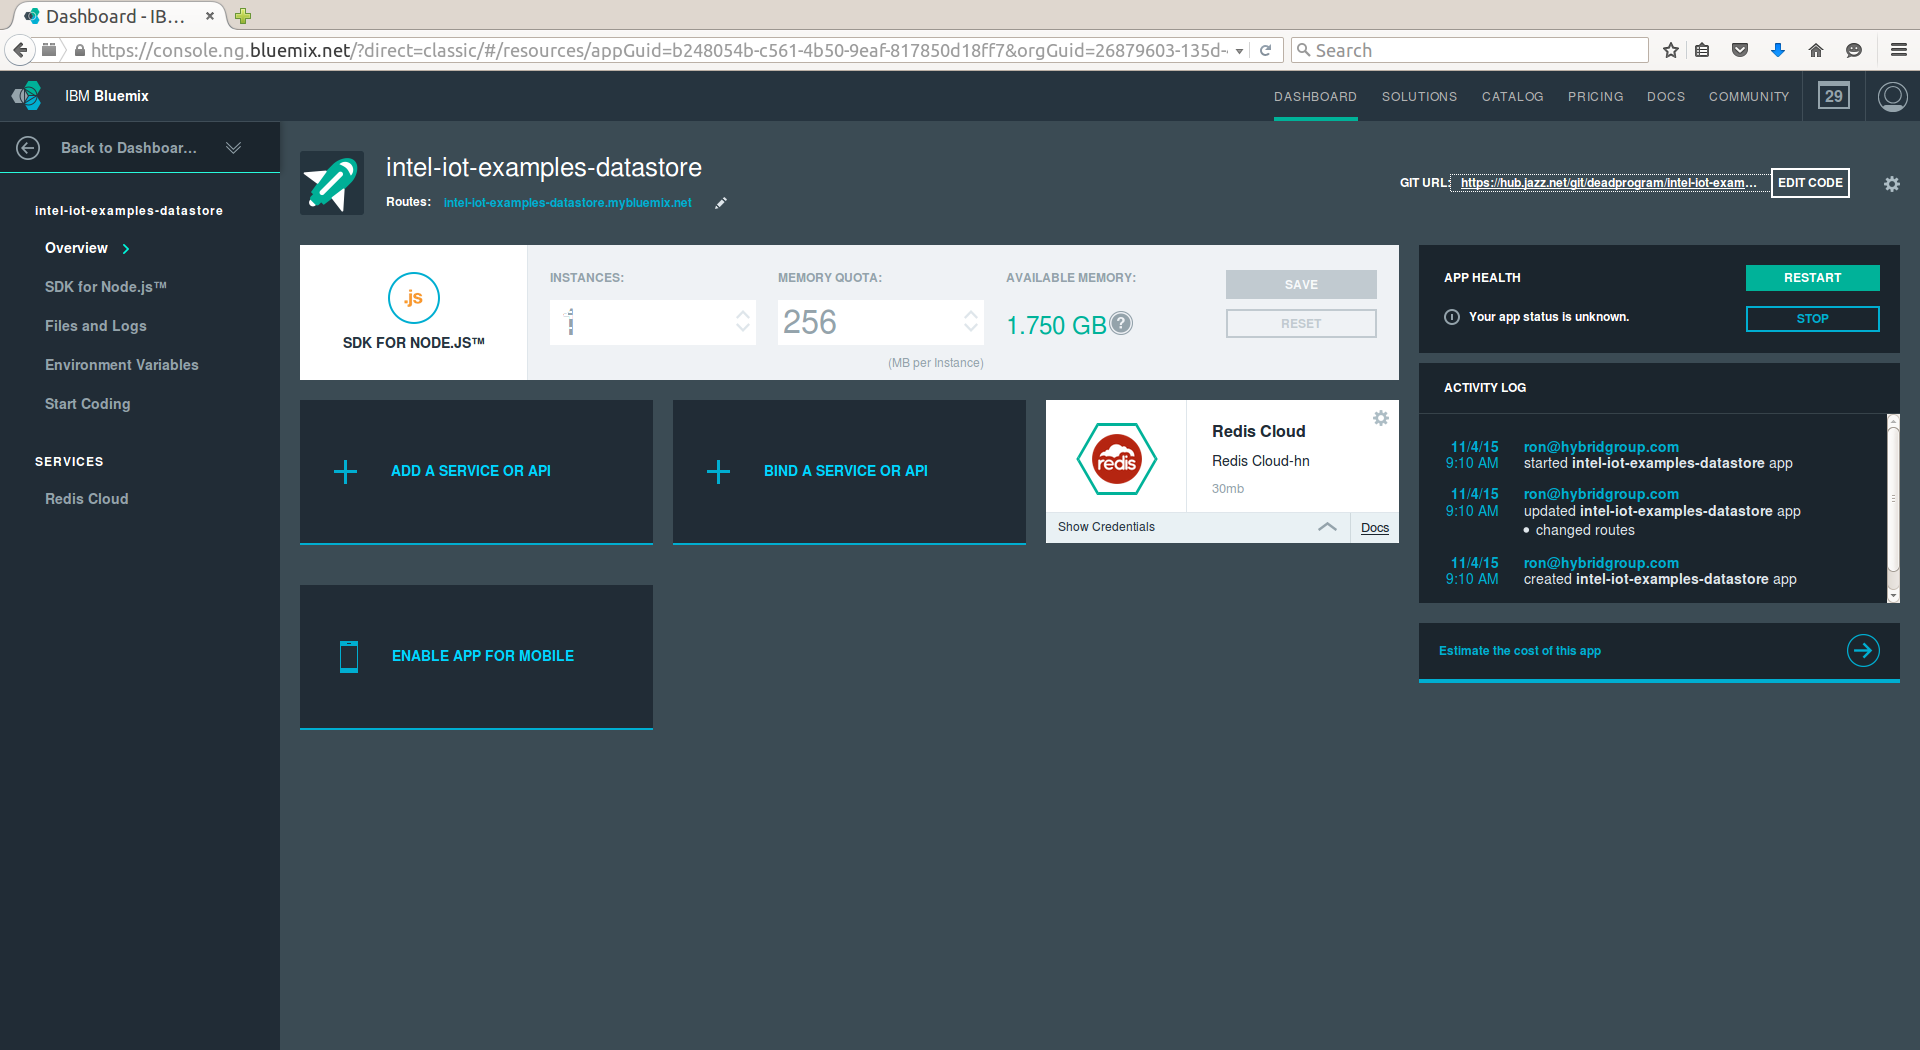 Dashboard - IB...
https://console.ng.bluemix.net/?direct=classic/#/resources/appGuid=b248054b-c561-4b50-9eaf-817850d18ff7&orgGuid=26879603-135d-
Search
IBM Bluemix
DASHBOARD SOLUTIONS CATALOG PRICING DOCS COMMUNITY 29
Back to Dashboar...
intel-iot-examples-datastore
Overview
SDK for Node.js™
Files and Logs
Environment Variables
Start Coding
SERVICES
Redis Cloud
intel-iot-examples-datastore
Routes: intel-iot-examples-datastore.mybluemix.net
GIT URL: https://hub.jazz.net/git/deadprogram/intel-iot-exam... EDIT CODE
.js
SDK FOR NODE.JS™
INSTANCES:
MEMORY QUOTA:
256
(MB per Instance)
AVAILABLE MEMORY:
1.750 GB ?
SAVE
RESET
ADD A SERVICE OR API
BIND A SERVICE OR API
redis
Redis Cloud
Redis Cloud-hn
30mb
Show Credentials
Docs
ENABLE APP FOR MOBILE
APP HEALTH
RESTART
Your app status is unknown.
STOP
ACTIVITY LOG
11/4/15 ron@hybridgroup.com
9:10 AM started intel-iot-examples-datastore app
11/4/15 ron@hybridgroup.com
9:10 AM updated intel-iot-examples-datastore app
• changed routes
11/4/15 ron@hybridgroup.com
9:10 AM created intel-iot-examples-datastore app
Estimate the cost of this app